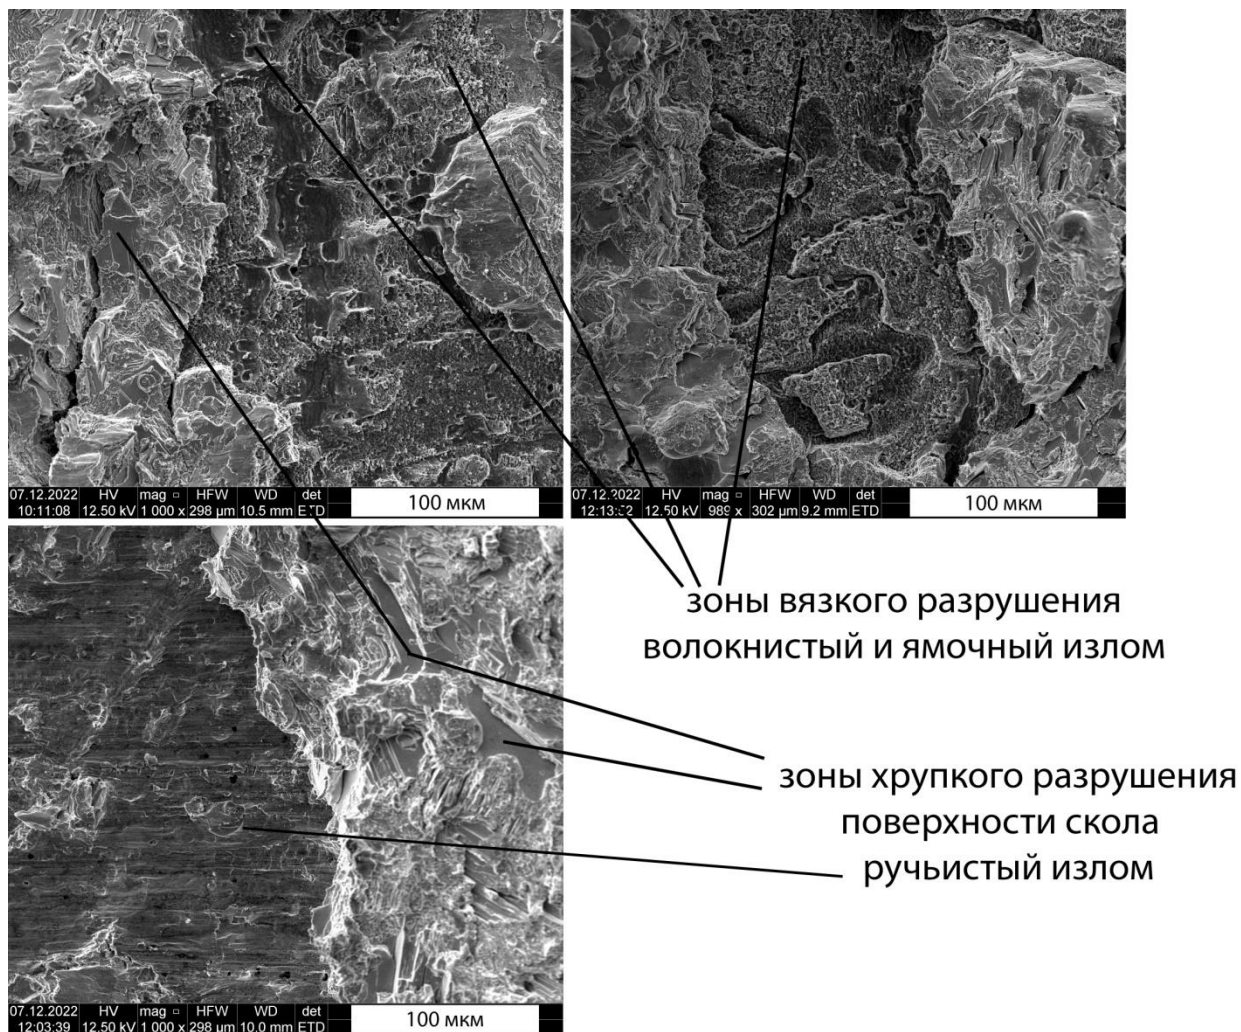 07.12.2022 HV mag □ HFW WD det
10:11:08 12.50 kV 1 000 x 298 µm 10.5 mm ETD
100 мкм
07.12.2022 HV mag □ HFW WD det
12.50 kV 989 x 302 µm 9.2 mm ETD
100 мкм
зоны вязкого разрушения
волокнистый и ямочный излом
зоны хрупкого разрушения
поверхности скола
ручьистый излом
07.12.2022 HV mag □ HFW WD det
12:03:39 12.50 kV 1 000 x 298 µm 10.0 mm ETD
100 мкм